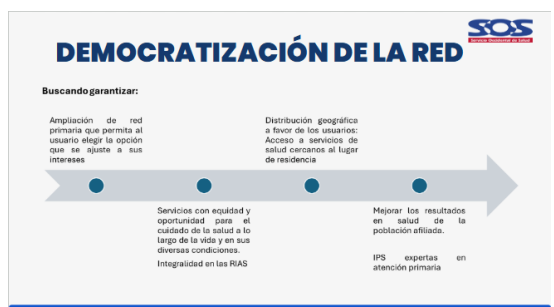 SOS
Servicio Occidental de Salud
DEMOCRATIZACIÓN DE LA RED
Buscando garantizar:
Ampliación de red
primaria que permita al
usuario elegir la opción
que se ajuste a sus
intereses
Distribución geográfica
a favor de los usuarios:
Acceso a servicios de
salud cercanos al lugar
de residencia
Servicios con equidad y
oportunidad para el
cuidado de la salud a lo
largo de la vida y en sus
diversas condiciones.
Integralidad en las RIAS
Mejorar los resultados
en salud de la
población afiliada.
IPS expertas en
atención primaria